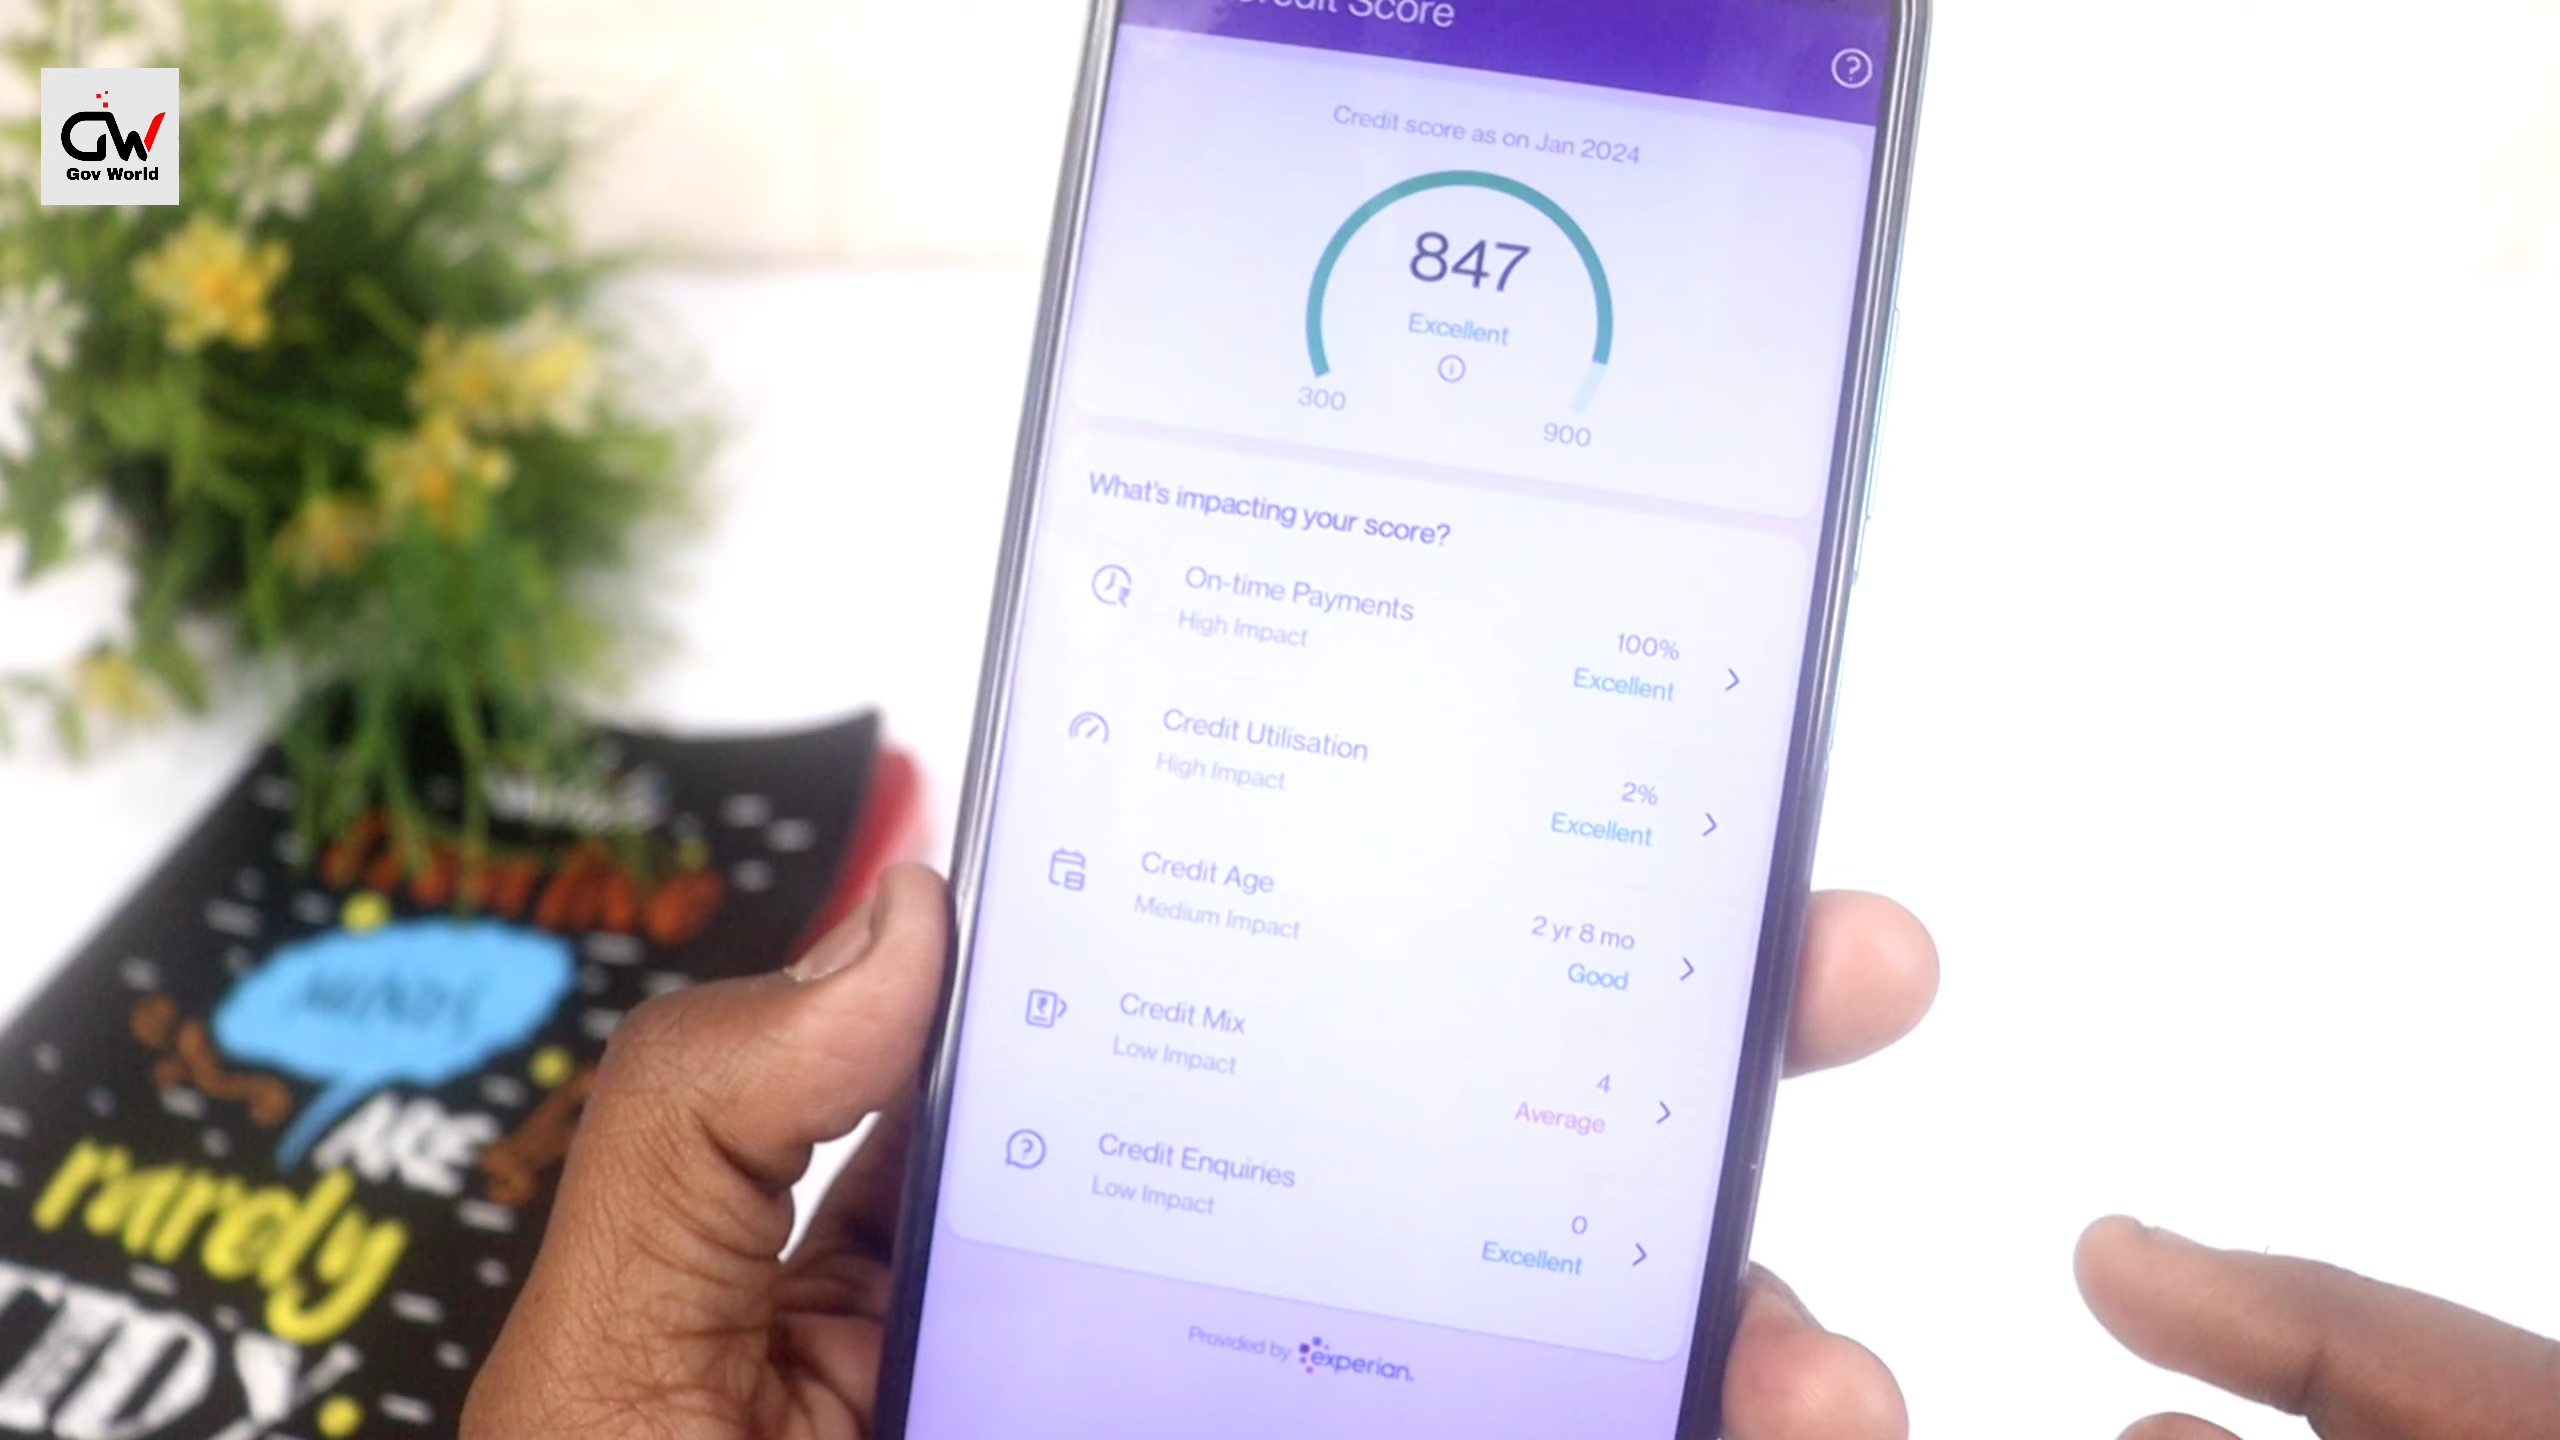 GW
Gov World
Credit Score
Credit score as on Jan 2024
847
Excellent
300
900
What's impacting your score?
On-time Payments
High Impact
100%
Excellent
Credit Utilisation
High Impact
2%
Excellent
Credit Age
Medium Impact
2 yr 8 mo
Good
Credit Mix
Low Impact
4
Average
Credit Enquiries
Low Impact
0
Excellent
Provided by experian.
MINDS
ARE
rarely
TIDY